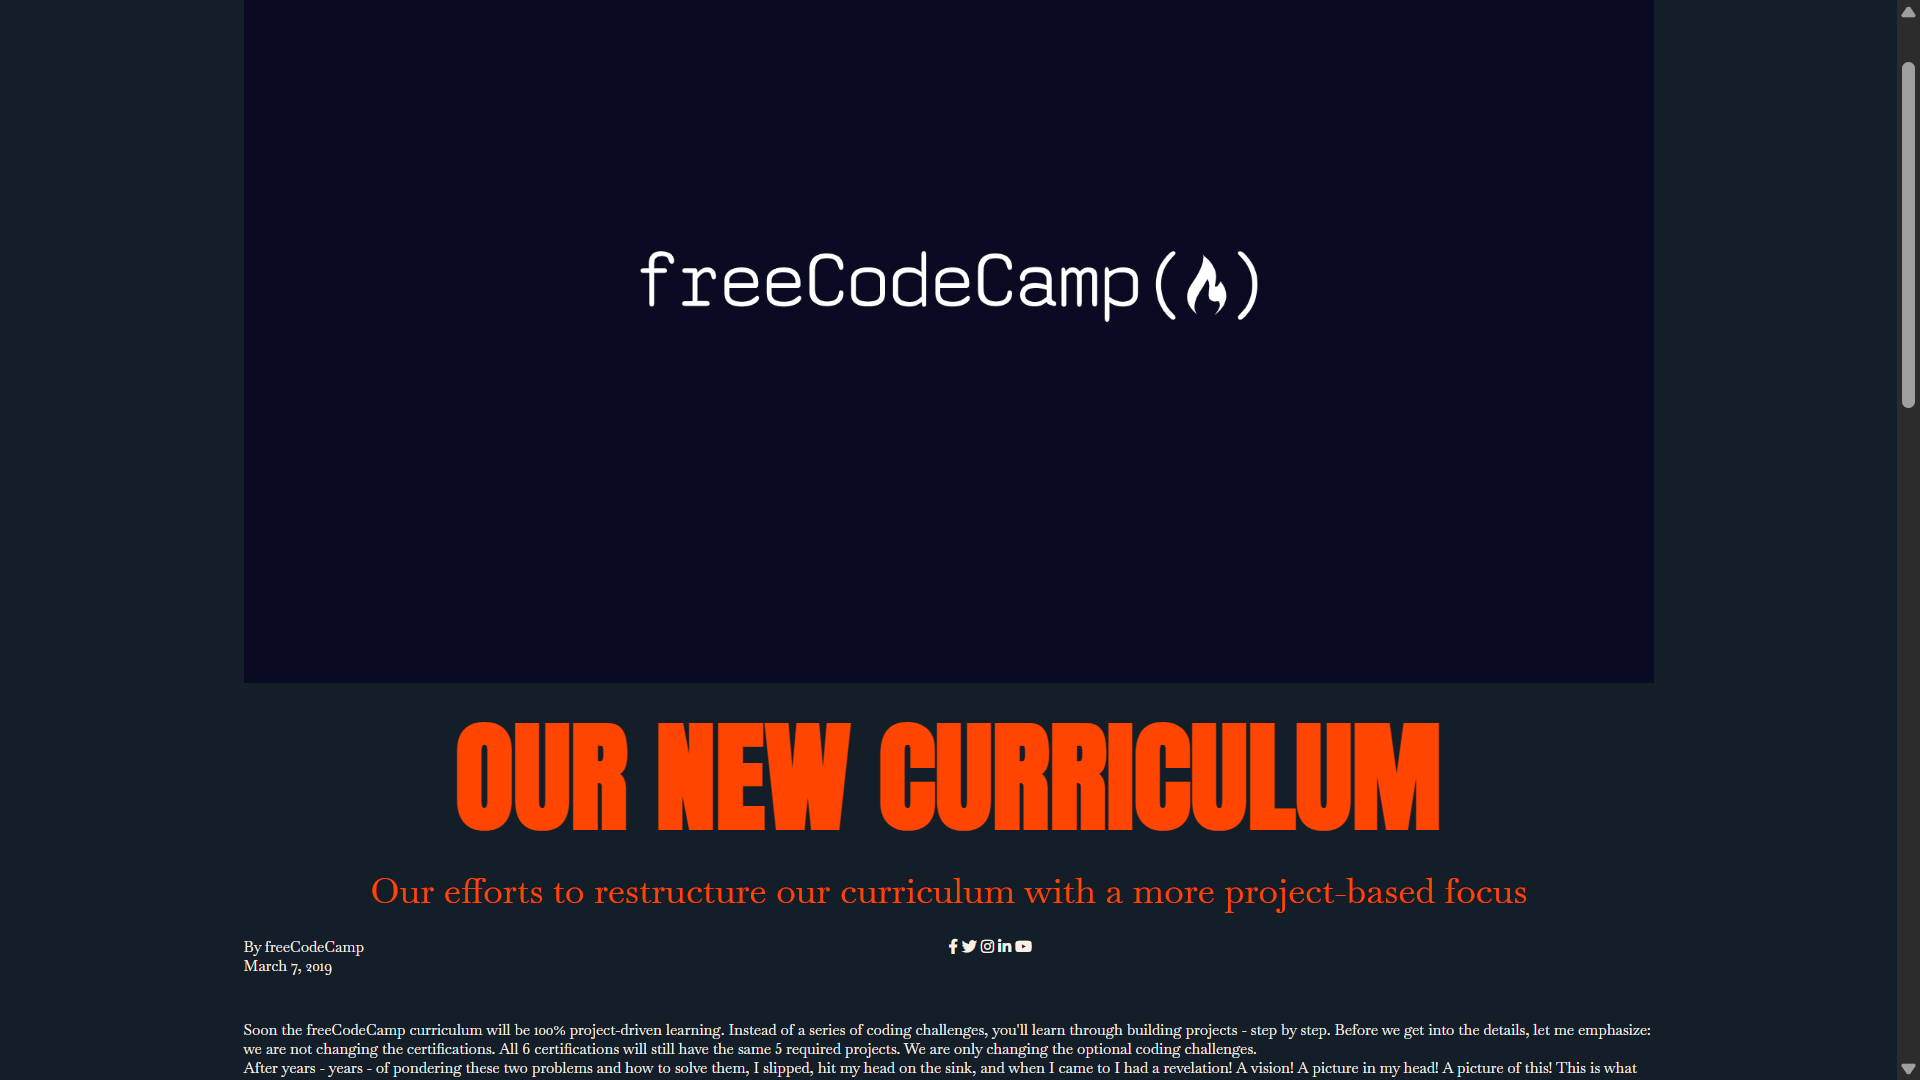 freeCodeCamp()
OUR NEW CURRICULUM
Our efforts to restructure our curriculum with a more project-based focus
By freeCodeCamp
March 7, 2019
Soon the freeCodeCamp curriculum will be 100% project-driven learning. Instead of a series of coding challenges, you'll learn through building projects - step by step. Before we get into the details, let me emphasize:
we are not changing the certifications. All 6 certifications will still have the same 5 required projects. We are only changing the optional coding challenges.
After years - years - of pondering these two problems and how to solve them, I slipped, hit my head on the sink, and when I came to I had a revelation! A vision! A picture in my head! A picture of this! This is what